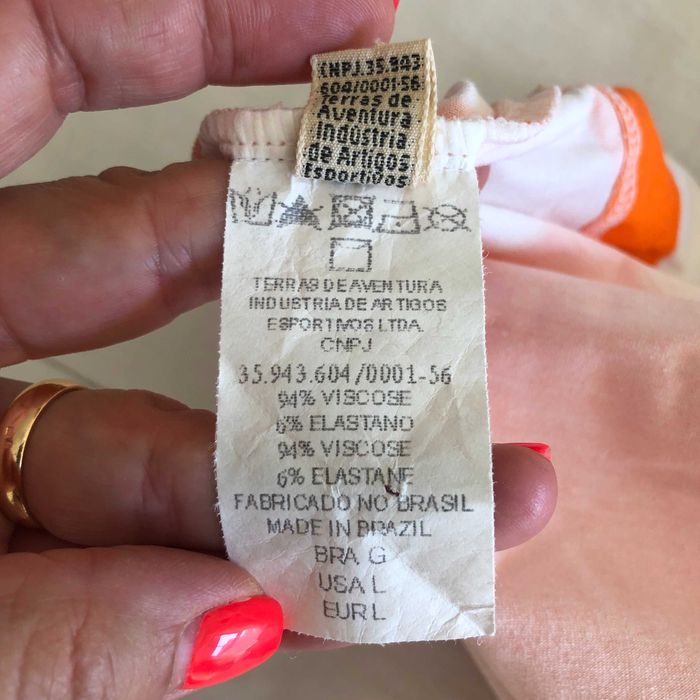 CNPJ.35.943
604/0001-56
Terras de
Aventura
Indústria
de Artigos
Esportivos
TERRAS DE AVENTURA
INDUSTRIA DE ARTIGOS
ESPORTIVOS LTDA.
CNPJ
35.943.604/0001-56
94% VISCOSE
6% ELASTANO
94% VISCOSE
6% ELASTANE
FABRICADO NO BRASIL
MADE IN BRAZIL
BRA. G
USA L
EUR L